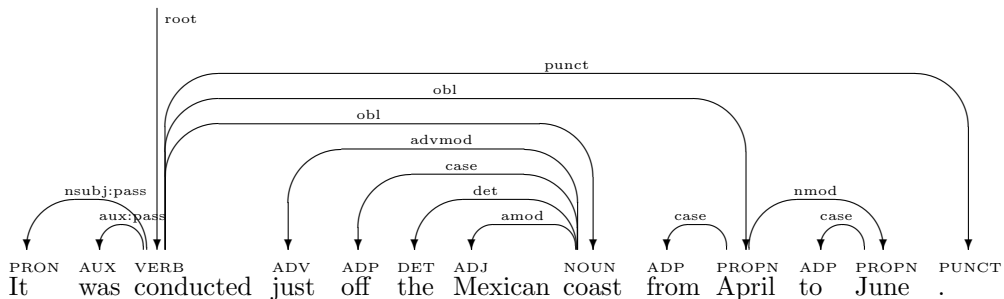 root
punct
obl
obl
advmod
case
nsubj:pass det nmod
aux:pass amod case case
PRON AUX VERB ADV ADP DET ADJ NOUN ADP PROPN ADP PROPN PUNCT
It was conducted just off the Mexican coast from April to June .